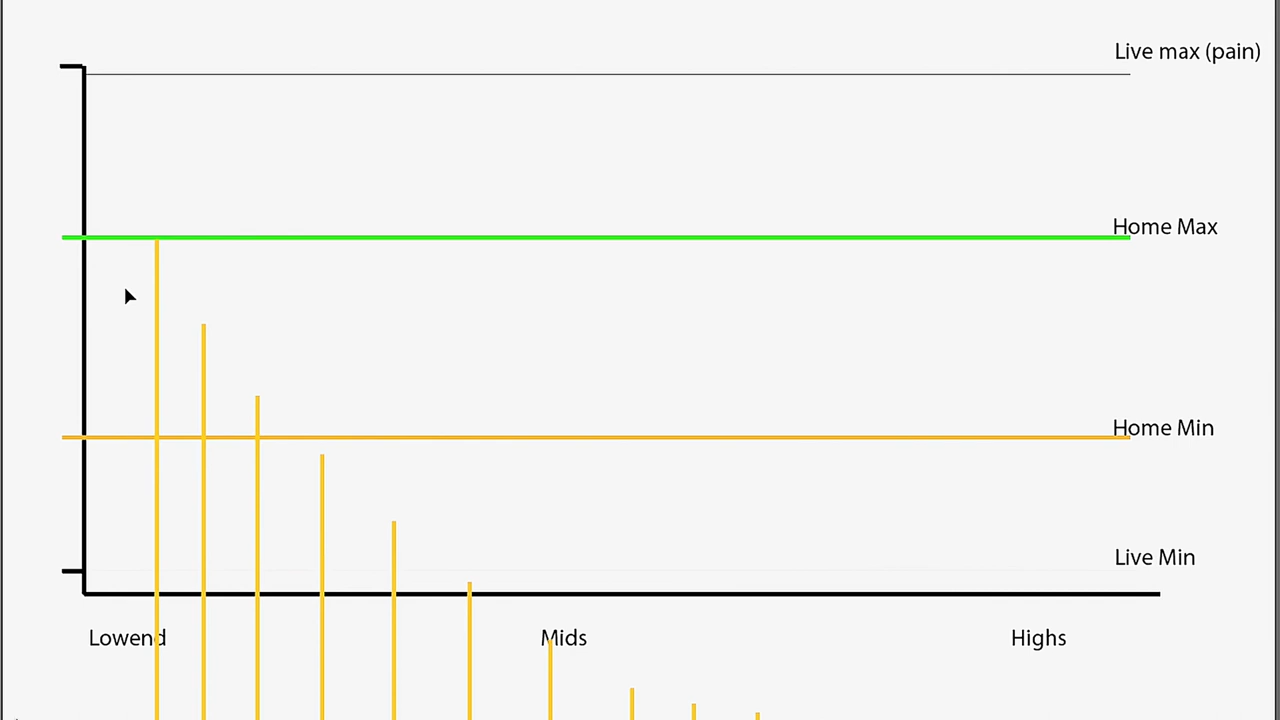 Live max (pain)
Home Max
Home Min
Live Min
Lowend
Mids
Highs